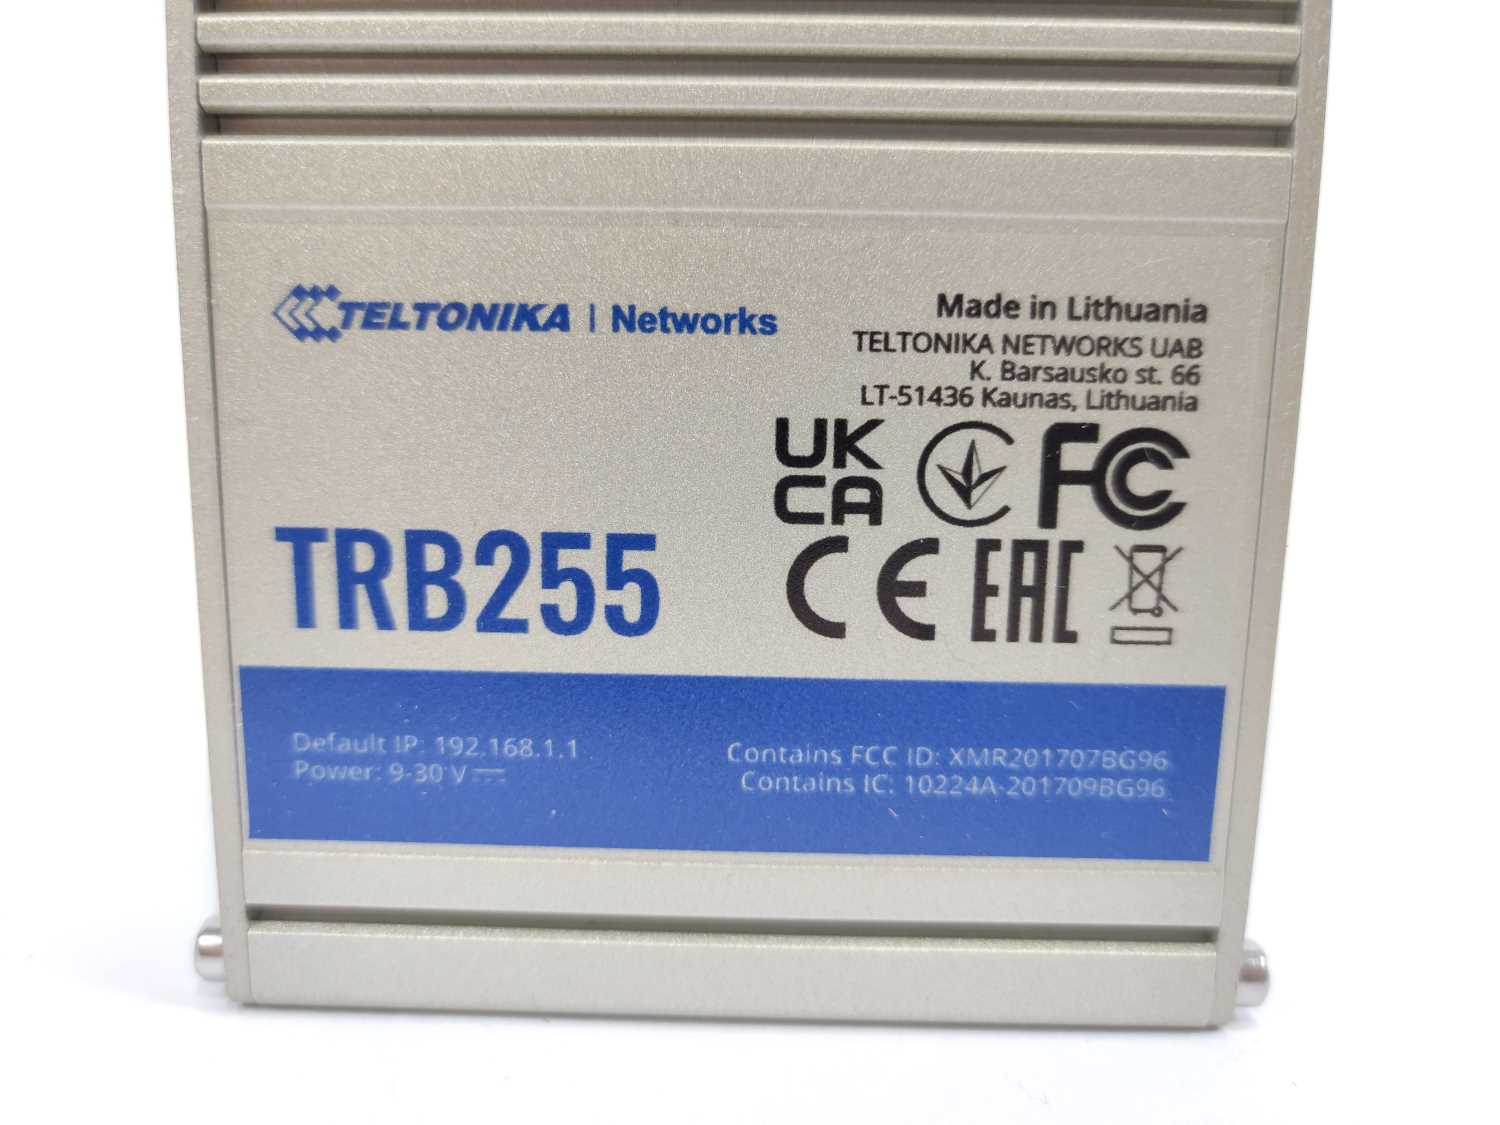 TELTONIKA | Networks
Made in Lithuania
TELTONIKA NETWORKS UAB
K. Barsausko st. 66
LT-51436 Kaunas, Lithuania
UK
CA
FC
CE EAC
TRB255
Default IP: 192.168.1.1
Power: 9-30 V
Contains FCC ID: XMR201707BG96
Contains IC: 10224A-201709BG96